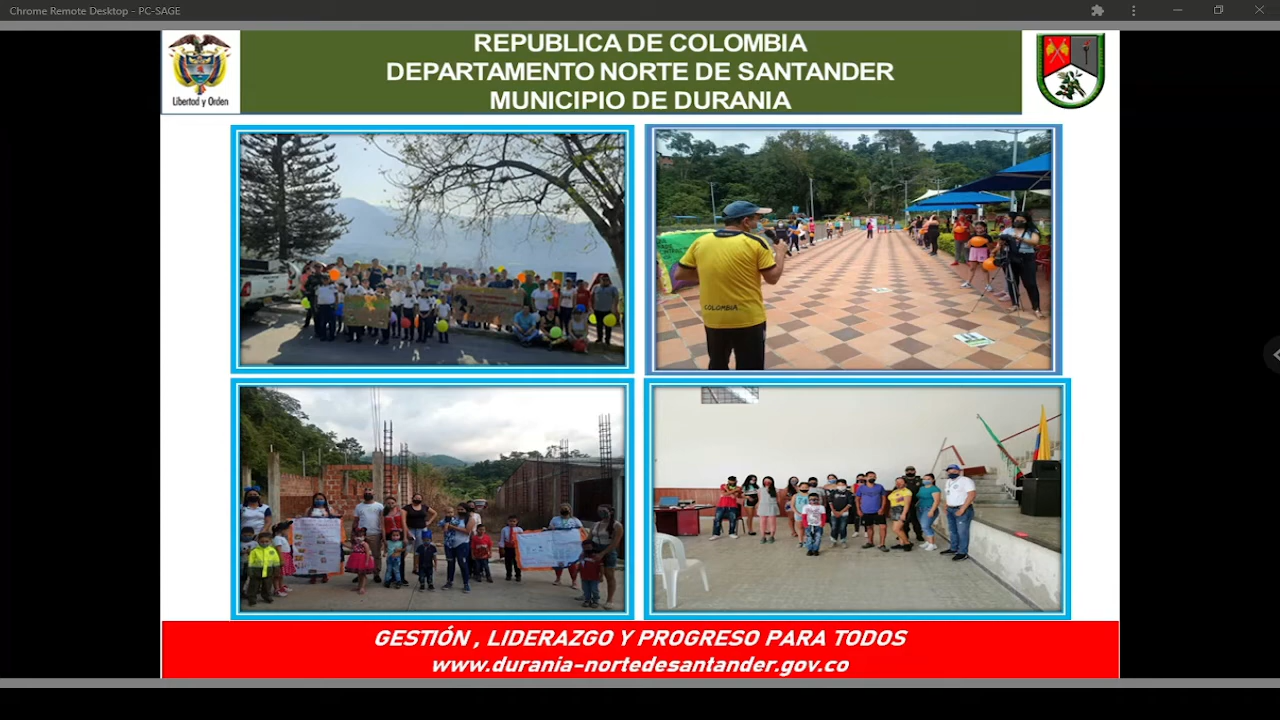 Chrome Remote Desktop - PC-SAGE
REPUBLICA DE COLOMBIA
DEPARTAMENTO NORTE DE SANTANDER
MUNICIPIO DE DURANIA
Libertad y Orden
COLOMBIA
GESTIÓN , LIDERAZGO Y PROGRESO PARA TODOS
www.durania-nortedesantander.gov.co